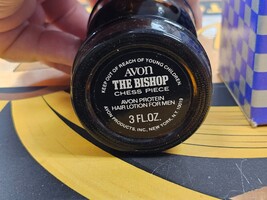 KEEP OUT OF REACH OF YOUNG CHILDREN
AVON
THE BISHOP
CHESS PIECE
AVON PROTEIN
HAIR LOTION FOR MEN
3 FL.OZ.
AVON PRODUCTS, INC. NEW YORK, N.Y. 10019